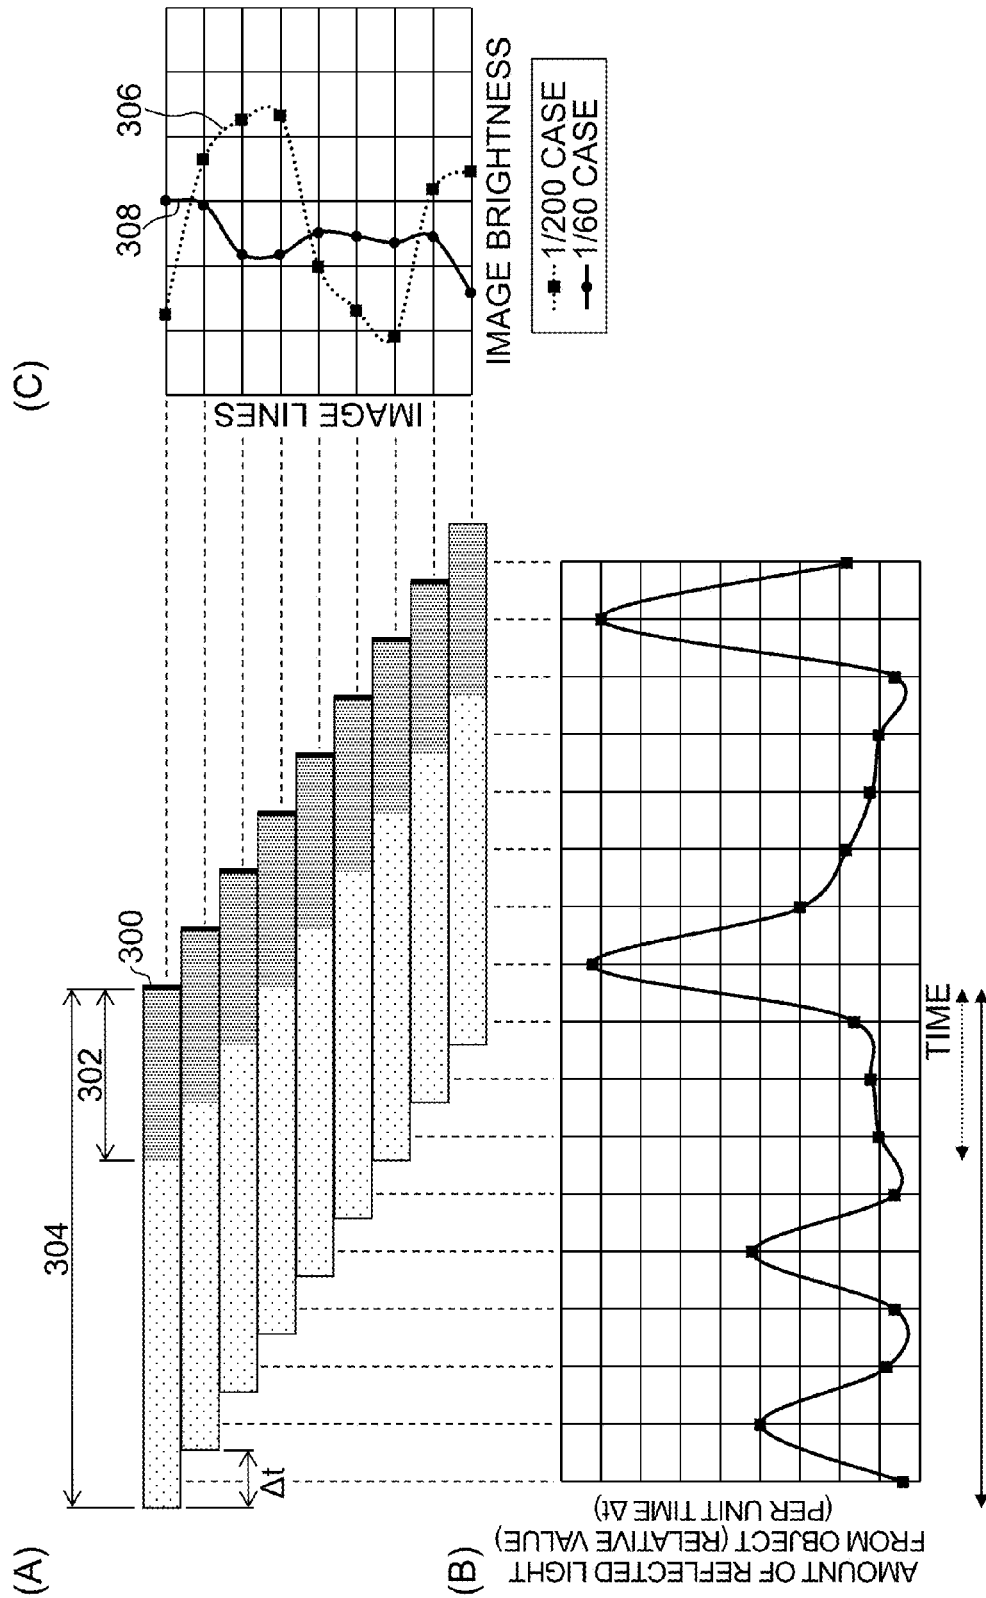 (A)
304
302
300
Δt
(B)
AMOUNT OF REFLECTED LIGHT
FROM OBJECT (RELATIVE VALUE)
(PER UNIT TIME Δt)
TIME
(C)
308
306
IMAGE LINES
IMAGE BRIGHTNESS
1/200 CASE
1/60 CASE